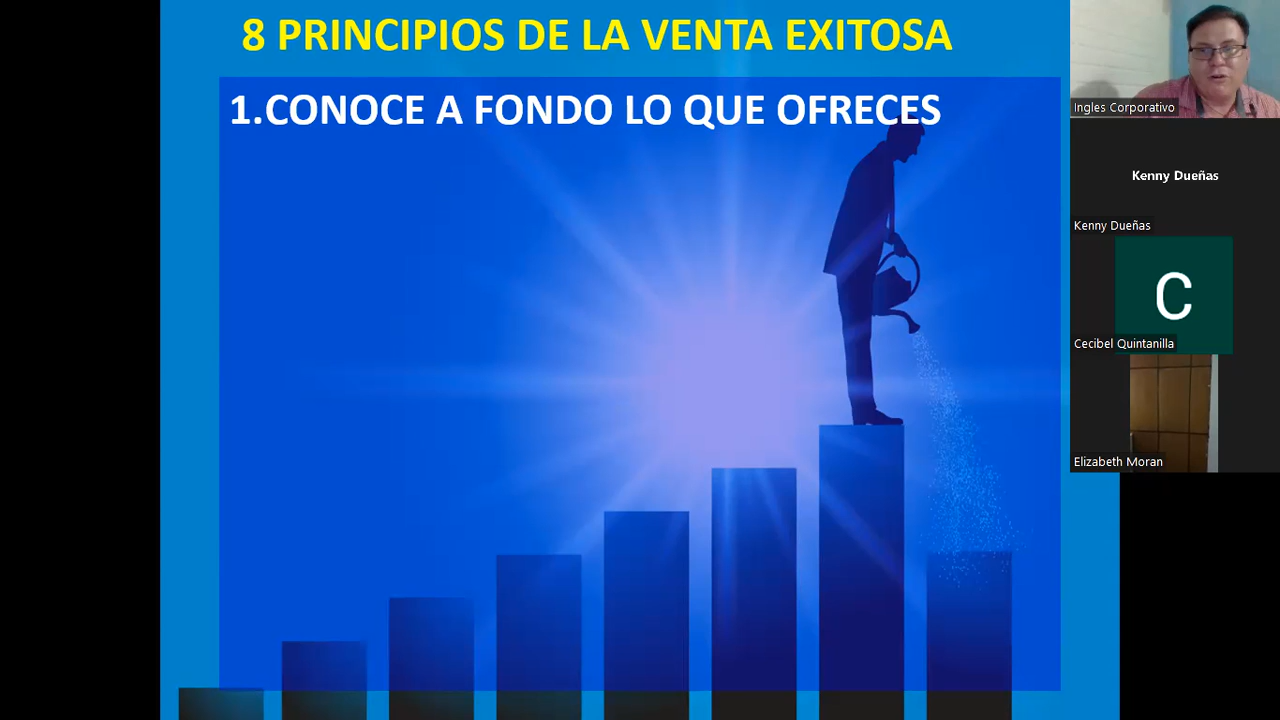 8 PRINCIPIOS DE LA VENTA EXITOSA
1.CONOCE A FONDO LO QUE OFRECES
Ingles Corporativo
Kenny Dueñas
Kenny Dueñas
C
Cecibel Quintanilla
Elizabeth Moran